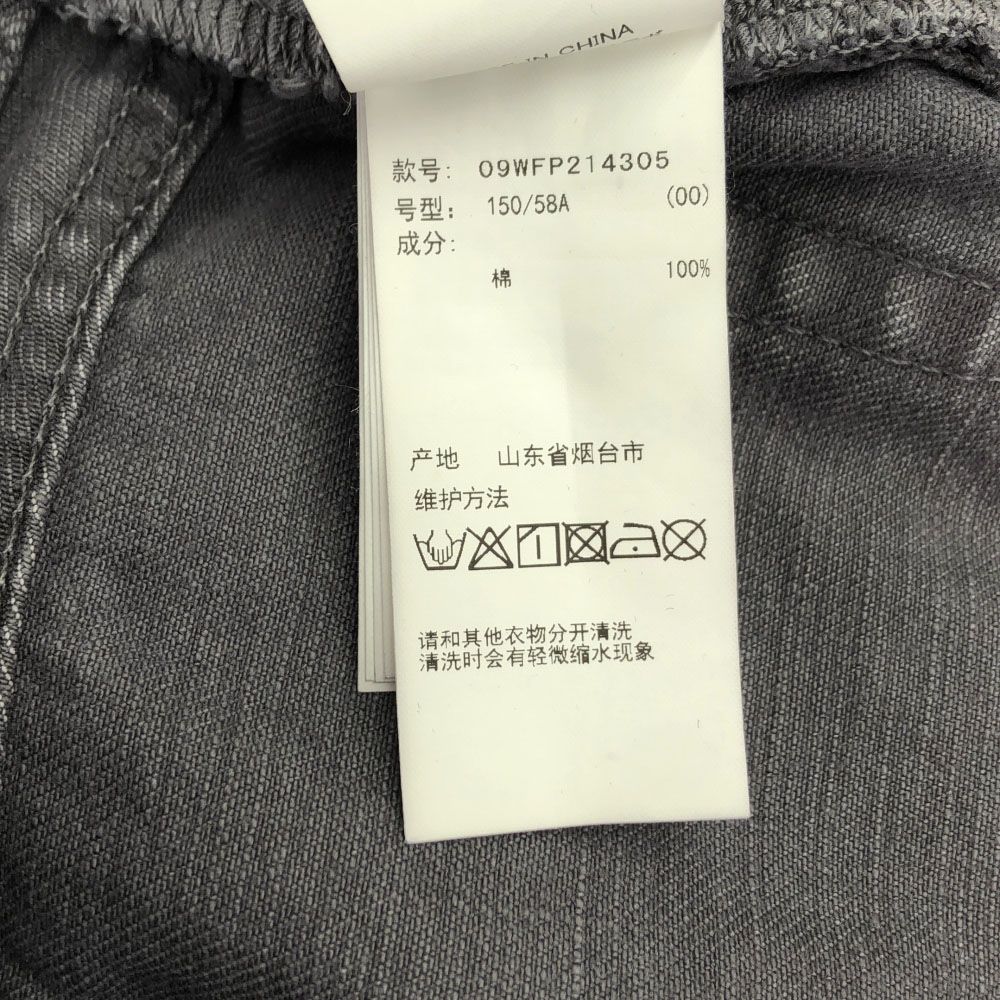 IN CHINA
款号: 09WFP214305
号型: 150/58A (00)
成分:
棉 100%
产地 山东省烟台市
维护方法
请和其他衣物分开清洗
清洗时会有轻微缩水现象